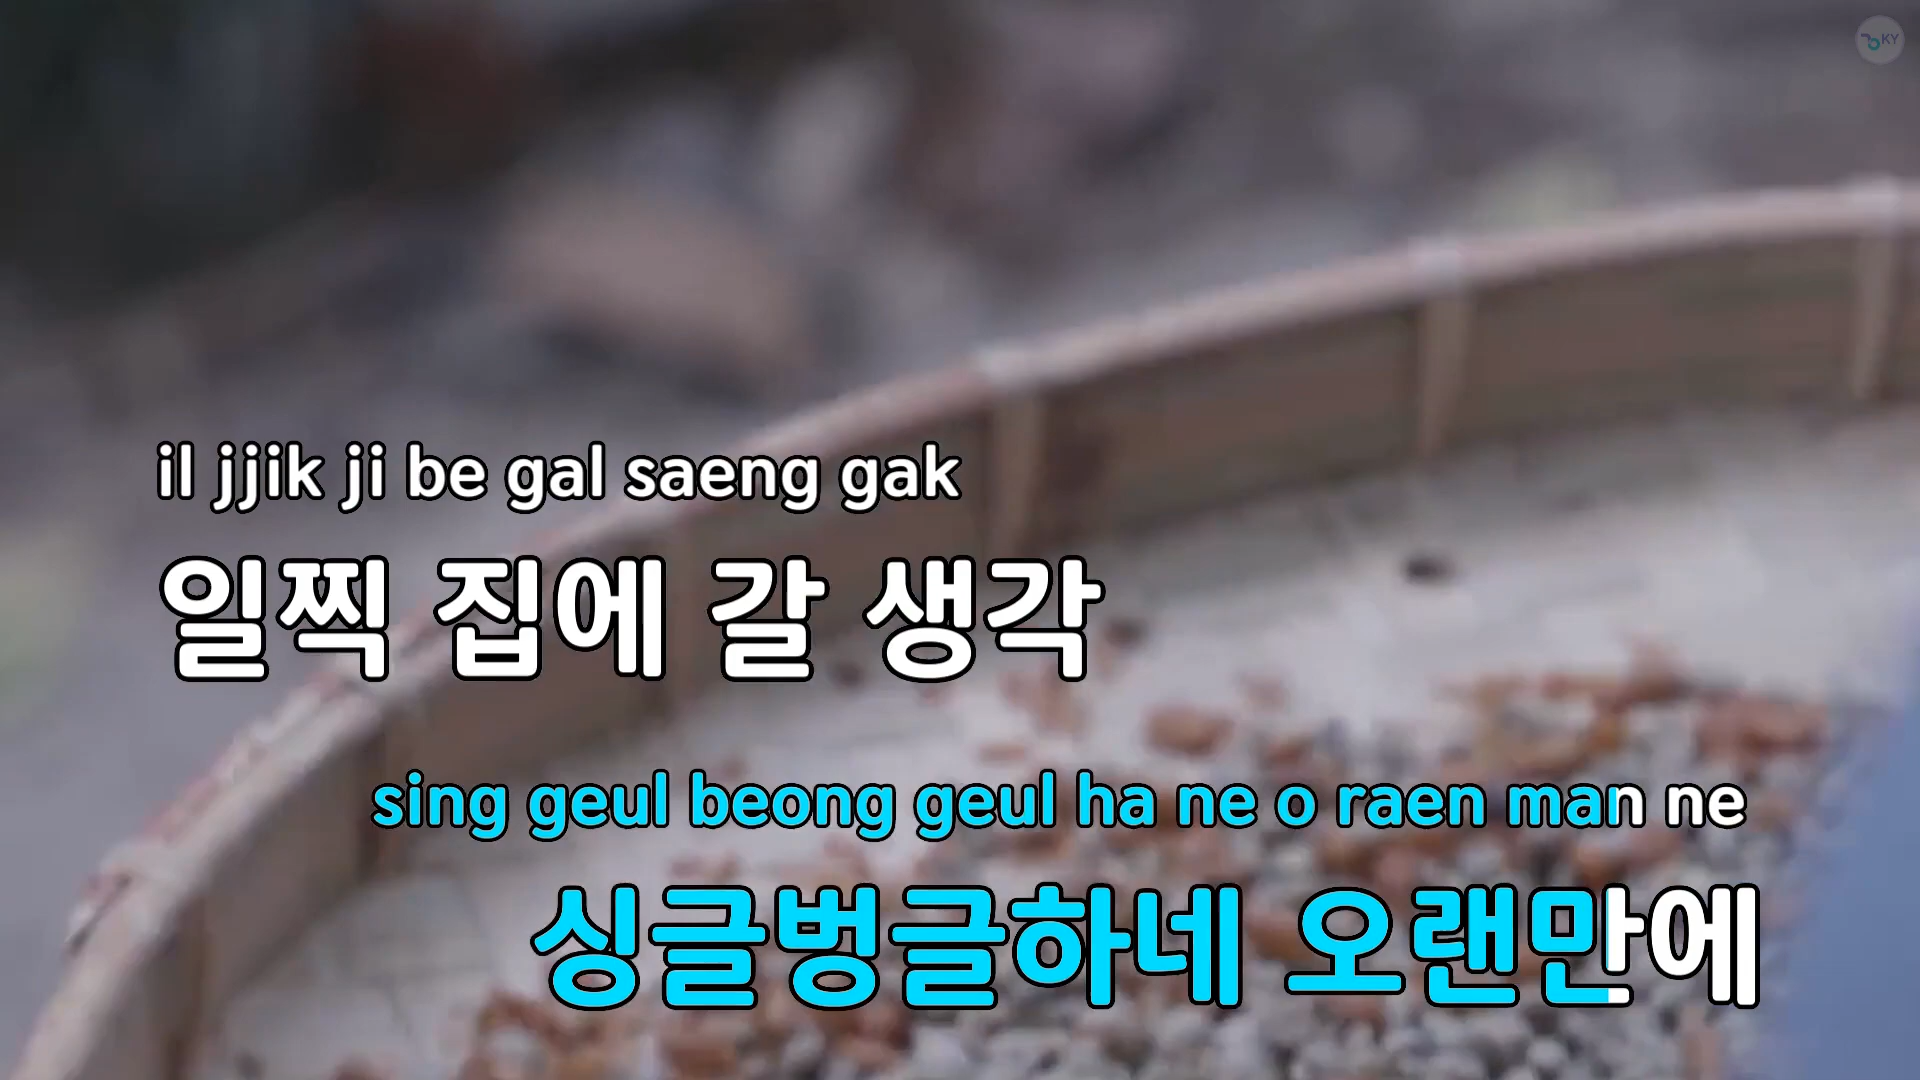 KY
il jjik ji be gal saeng gak
일찍 집에 갈 생각
sing geul beong geul ha ne o raen man ne
싱글벙글하네 오랜만에